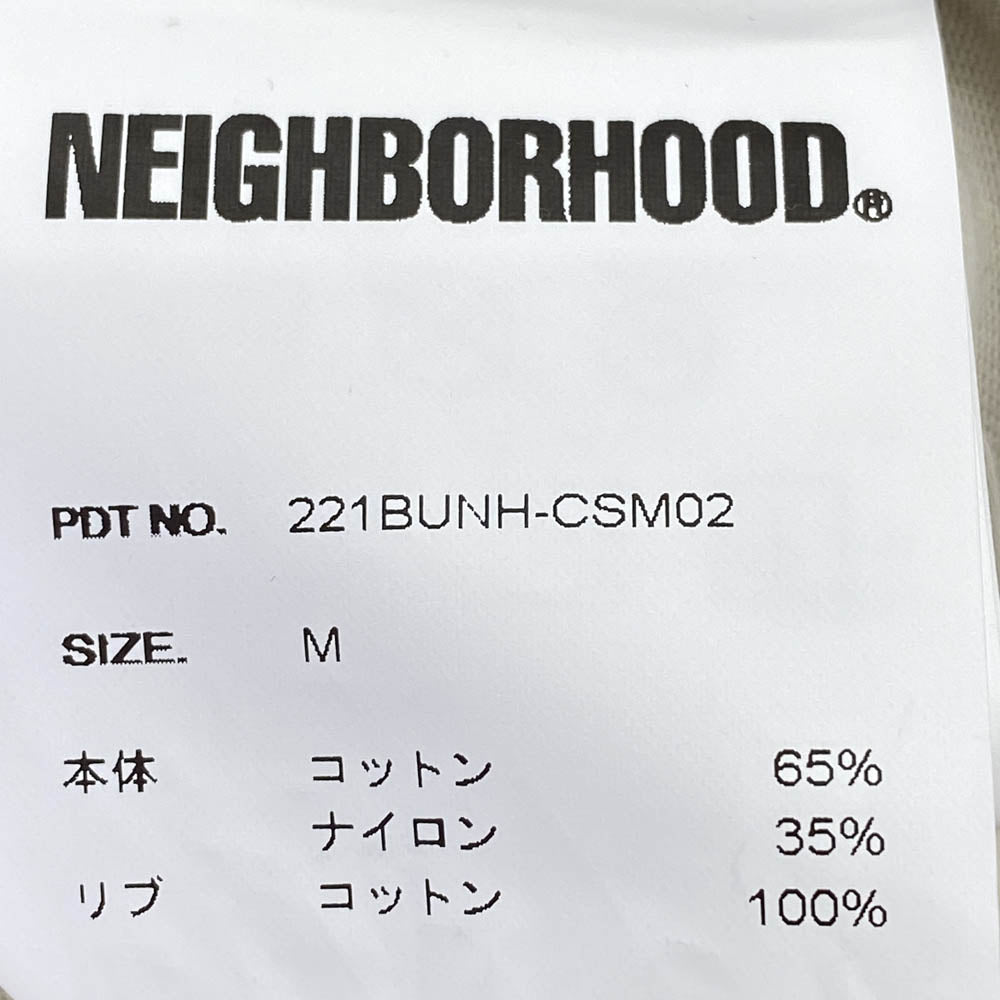 NEIGHBORHOOD®
PDT NO. 221BUNH-CSM02
SIZE. M
本体 コットン 65%
ナイロン 35%
リブ コットン 100%